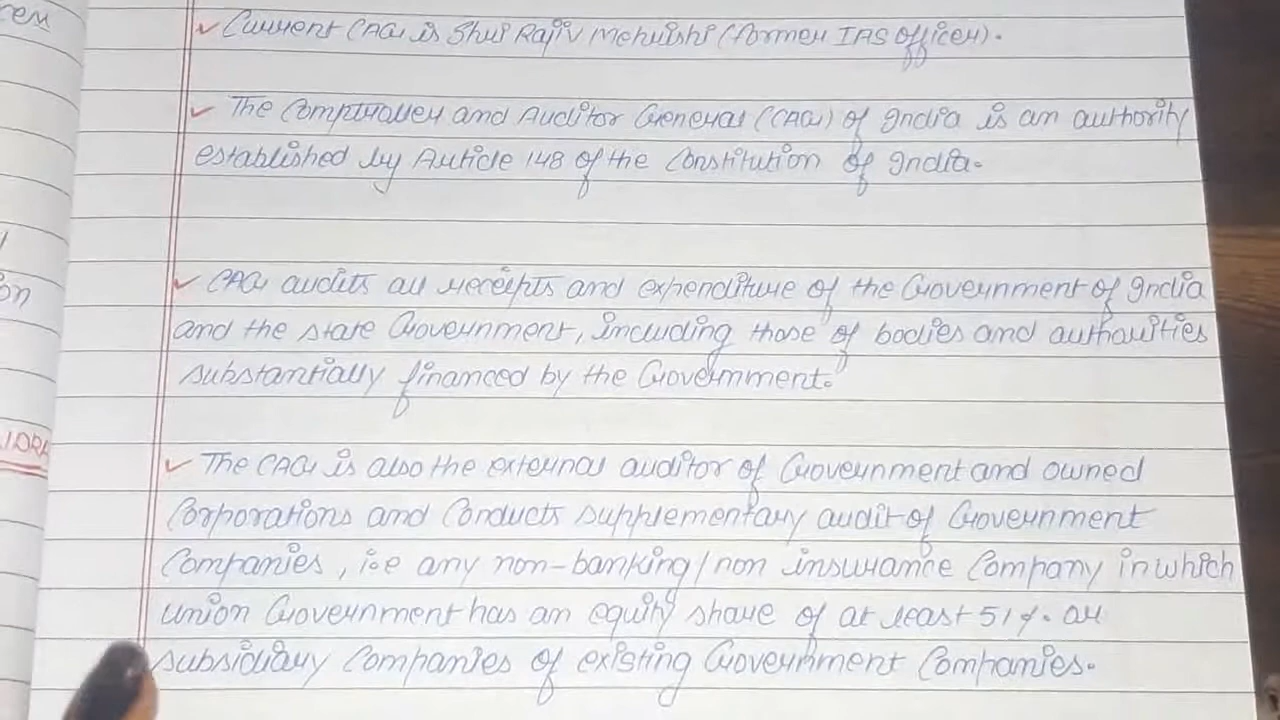 ✓ Current CAG is Shri Rajiv Mehrishi (former IAS Officer).
✓ The Comptroller and Auditor General (CAG) of India is an authority
established by Article 148 of the Constitution of India.
✓ CAG audits all receipts and expenditure of the Government of India
and the state Government, including those of bodies and authorities
substantially financed by the Government.
✓ The CAG is also the external auditor of Government and owned
Corporations and Conducts supplementary audit of Government
Companies, i.e any non-banking/non insurance Company in which
union Government has an equity share of at least 51%. or
subsidiary Companies of existing Government Companies.
on